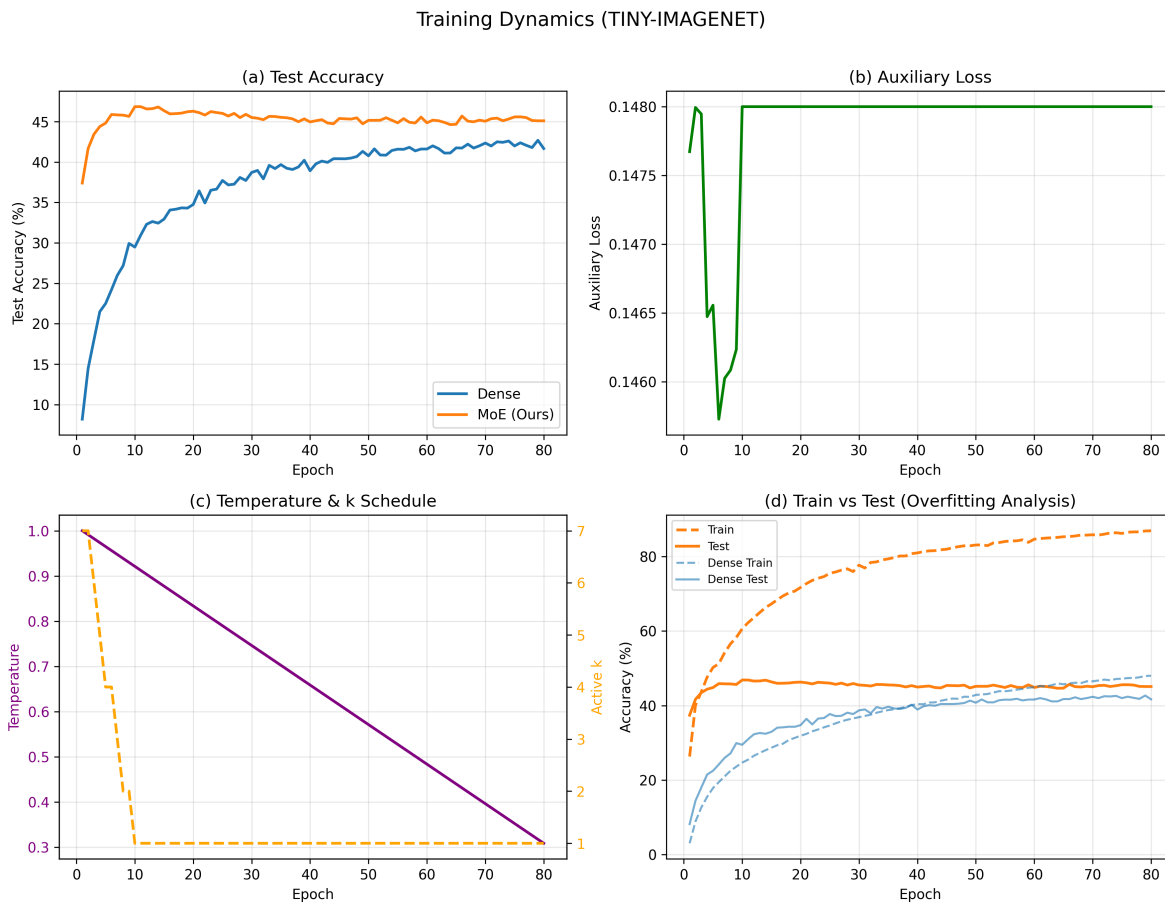 Training Dynamics (TINY-IMAGENET)
(a) Test Accuracy
Test Accuracy (%)
45
40
35
30
25
20
15
10
0 10 20 30 40 50 60 70 80
Epoch
Dense
MoE (Ours)
(b) Auxiliary Loss
Auxiliary Loss
0.1480
0.1475
0.1470
0.1465
0.1460
0 10 20 30 40 50 60 70 80
Epoch
(c) Temperature & k Schedule
Temperature
1.0
0.9
0.8
0.7
0.6
0.5
0.4
0.3
7
6
5
4
3
2
1
Active k
0 10 20 30 40 50 60 70 80
Epoch
(d) Train vs Test (Overfitting Analysis)
Accuracy (%)
80
60
40
20
0
Train
Test
Dense Train
Dense Test
0 10 20 30 40 50 60 70 80
Epoch